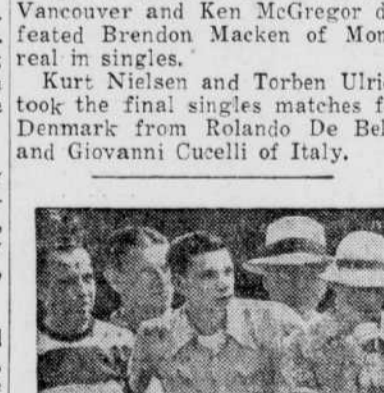 Vancouver and Ken McGregor d
feated Brendon Macken of Mon
real in singles.
Kurt Nielsen and Torben Ulri
took the final singles matches f
Denmark from Rolando De Bel
and Giovanni Cucelli of Italy.